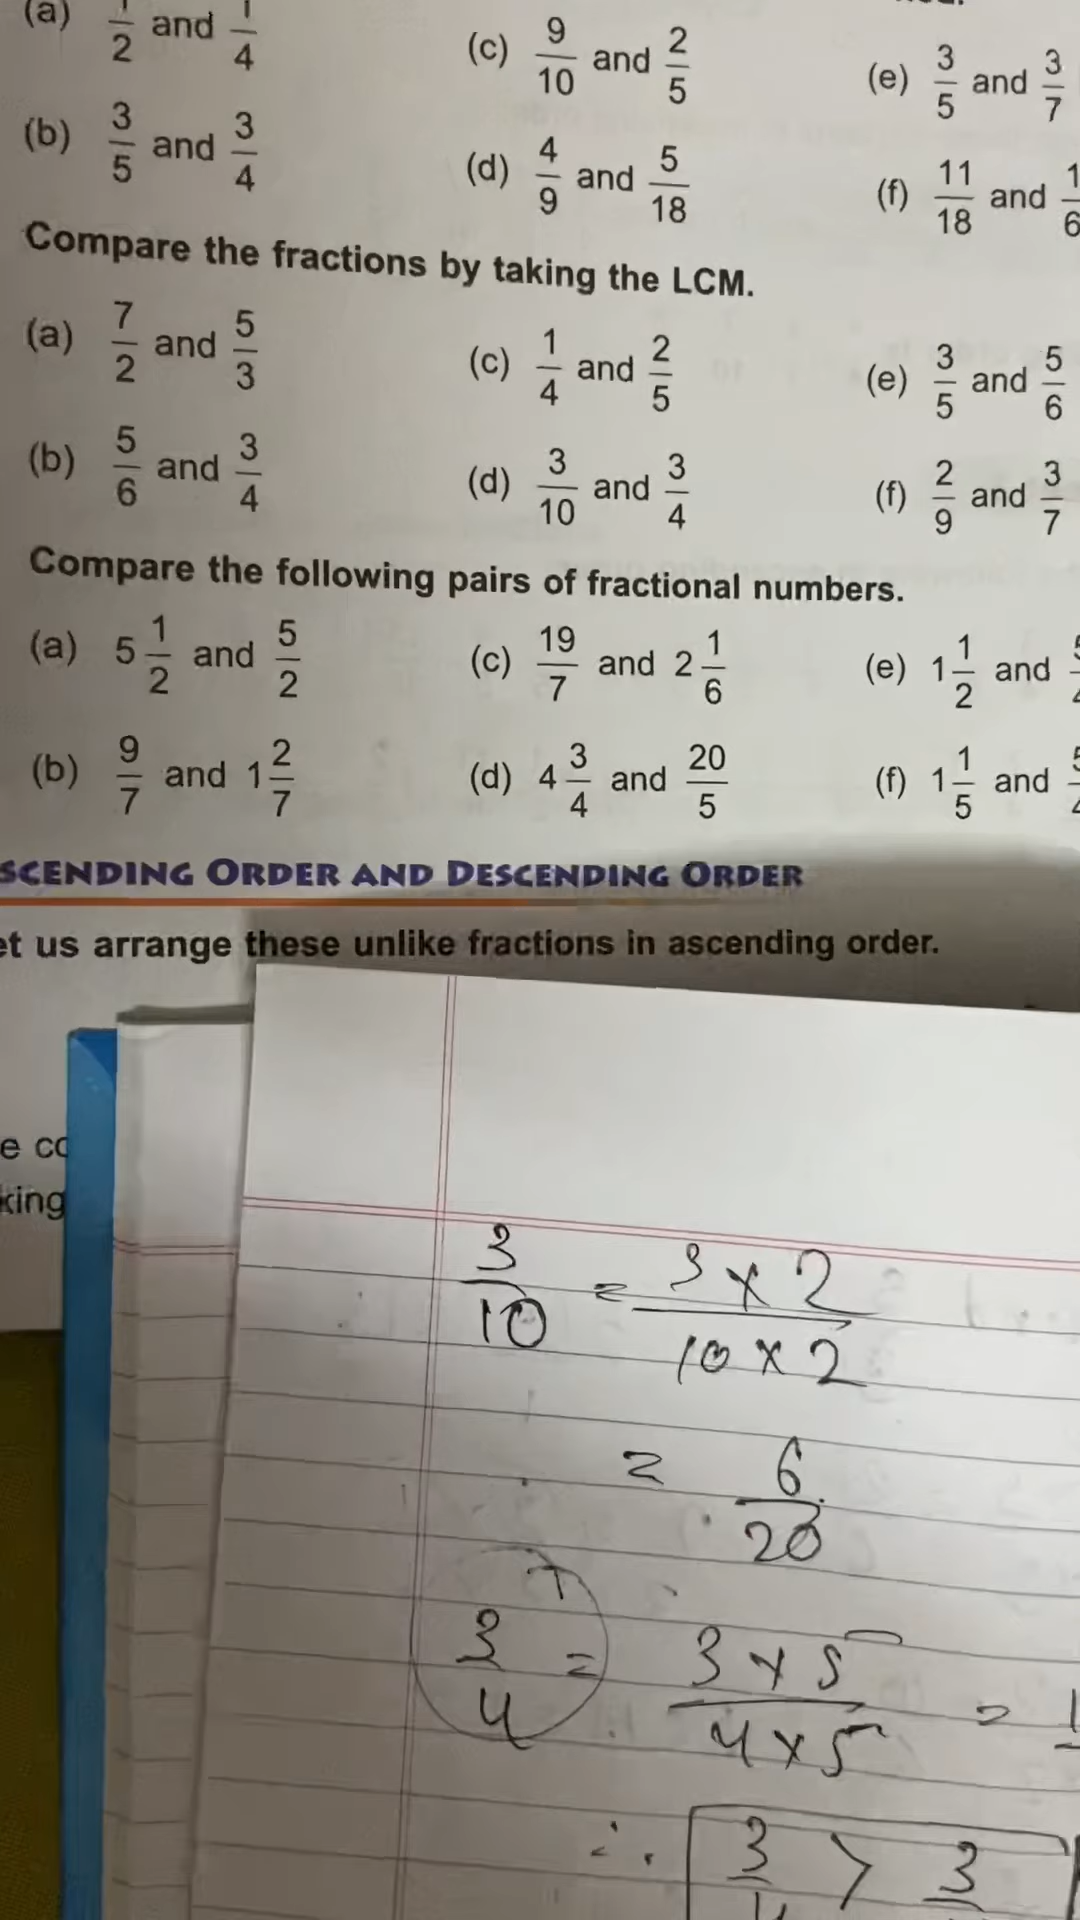 (a) 1/2 and 1/4 (c) 9/10 and 2/5 (e) 3/5 and 3/7
(b) 3/5 and 3/4 (d) 4/9 and 5/18 (f) 11/18 and
Compare the fractions by taking the LCM.
(a) 7/2 and 5/3 (c) 1/4 and 2/5 (e) 3/5 and 5/6
(b) 5/6 and 3/4 (d) 3/10 and 3/4 (f) 2/9 and 3/7
Compare the following pairs of fractional numbers.
(a) 5 1/2 and 5/2 (c) 19/7 and 2 1/6 (e) 1 1/2 and
(b) 9/7 and 1 2/7 (d) 4 3/4 and 20/5 (f) 1 1/5 and
SCENDING ORDER AND DESCENDING ORDER
et us arrange these unlike fractions in ascending order.
e co
king
3/10 = 3 × 2/10 × 2
= 6/20
3/4 = 3 × 5/4 × 5 =
∴ 3/4 > 3